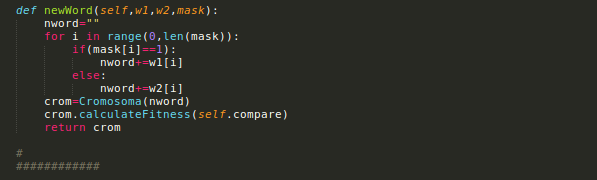 def newWord(self,w1,w2,mask):
    nword=""
    for i in range(0,len(mask)):
        if(mask[i]==1):
            nword+=w1[i]
        else:
            nword+=w2[i]
    crom=Cromosoma(nword)
    crom.calculateFitness(self.compare)
    return crom
#
############